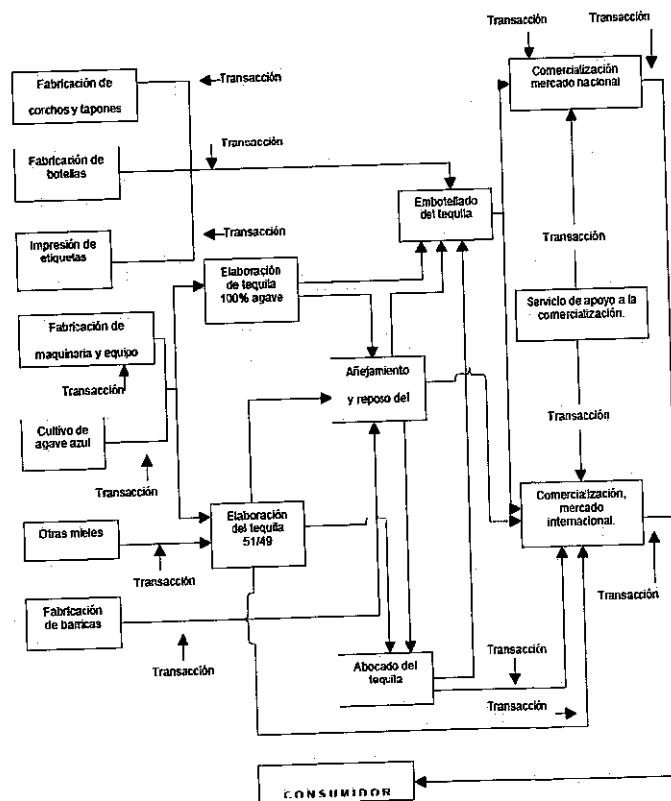 Transacción
Transacción
Comercialización
mercado nacional
Fabricación de
corchos y tapones
Transacción
Transacción
Fabricación de
botellas
Embotellado
del tequila
Impresión de
etiquetas
Transacción
Transacción
Elaboración
de tequila
100% agave
Servicio de apoyo a la
comercialización.
Fabricación de
maquinaria y equipo
Transacción
Añejamiento
y reposo del
Transacción
Cultivo de
agave azul
Transacción
Comercialización,
mercado
internacional.
Elaboración
del tequila
51/49
Otras mieles
Transacción
Transacción
Fabricación
de barricas
Transacción
Abocado del
tequila
Transacción
Transacción
CONSUMIDOR